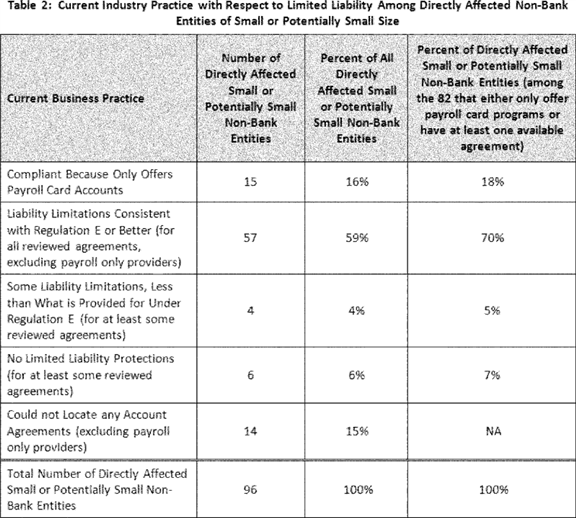 Table 2: Current Industry Practice with Respect to Limited Liability Among Directly Affected Non-Bank
Entities of Small or Potentially Small Size
Current Business Practice
Number of
Directly Affected
Small or
Potentially Small
Non-Bank
Entities
Percent of All
Directly
Affected Small
or Potentially
Small Non-Bank
Entities
Percent of Directly Affected
Small or Potentially Small
Non-Bank Entities (among
the 82 that either only offer
payroll card programs or
have at least one available
agreement)
Compliant Because Only Offers
Payroll Card Accounts
15
16%
18%
Liability Limitations Consistent
with Regulation E or Better (for
all reviewed agreements,
excluding payroll only providers)
57
59%
70%
Some Liability Limitations, Less
than What is Provided for Under
Regulation E (for at least some
reviewed agreements)
4
4%
5%
No Limited Liability Protections
(for at least some reviewed
agreements)
6
6%
7%
Could not Locate any Account
Agreements (excluding payroll
only providers)
14
15%
NA
Total Number of Directly Affected
Small or Potentially Small Non-
Bank Entities
96
100%
100%